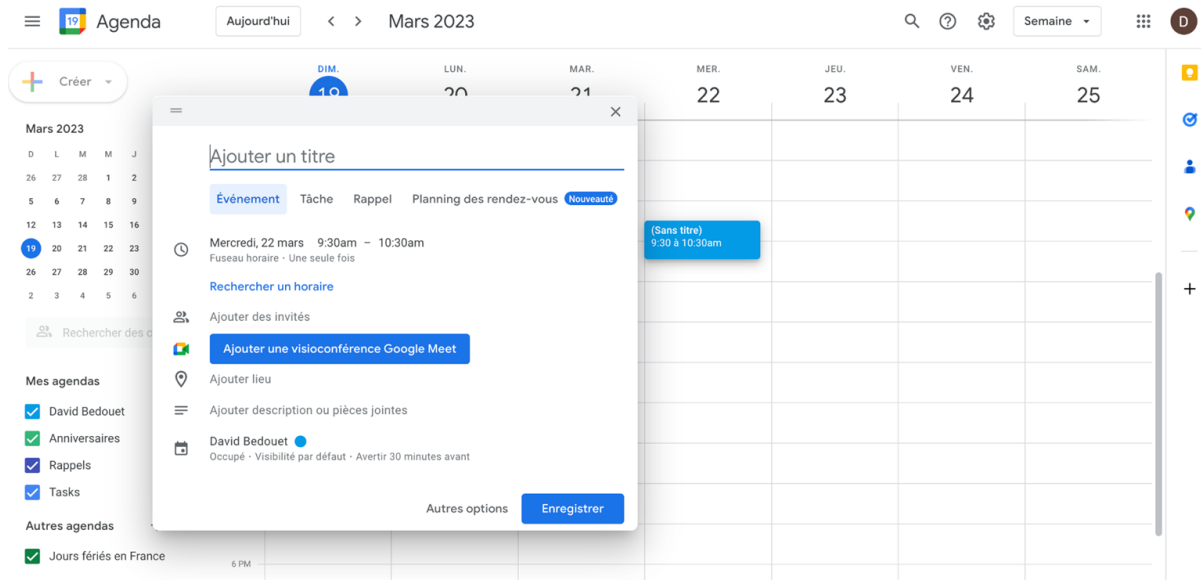 19 Agenda
Aujourd'hui
Mars 2023
Semaine
D
Créer
DIM. LUN. MAR. MER. JEU. VEN. SAM.
19 20 21 22 23 24 25
Mars 2023
D L M M J
26 27 28 1 2
5 6 7 8 9
12 13 14 15 16
19 20 21 22 23
26 27 28 29 30
2 3 4 5 6
Rechercher des c
Mes agendas
David Bedouet
Anniversaires
Rappels
Tasks
Autres agendas
Jours fériés en France
Ajouter un titre
Événement Tâche Rappel Planning des rendez-vous Nouveauté
Mercredi, 22 mars 9:30am – 10:30am
Fuseau horaire · Une seule fois
Rechercher un horaire
Ajouter des invités
Ajouter une visioconférence Google Meet
Ajouter lieu
Ajouter description ou pièces jointes
David Bedouet
Occupé · Visibilité par défaut · Avertir 30 minutes avant
Autres options Enregistrer
(Sans titre)
9:30 à 10:30am
6 PM